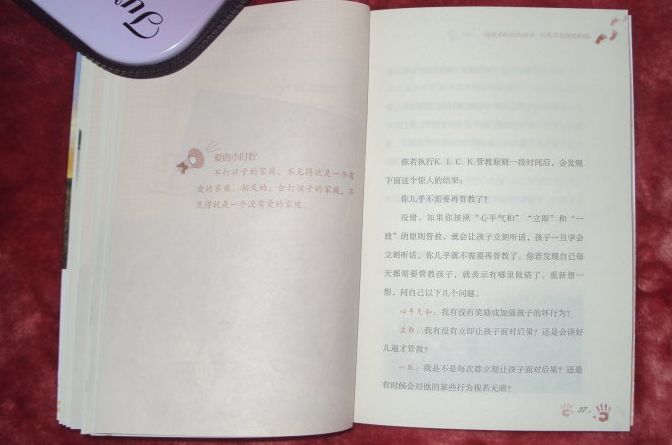 爱的小叮咛
不打孩子的家庭，不见得就是一个有
爱的家庭。相反的，会打孩子的家庭，不
见得就是一个没有爱的家庭。
你若执行K. I. C. K.管教原则一段时间后，会发现
下面这个惊人的结果：
你几乎不需要再管教了！
没错，如果你按照“心平气和”“立即”和“一
致”的原则管教，就会让孩子立刻听话，孩子一旦学会
立刻听话，你几乎就不需要再管教了。你若发现自己每
天都需要管教孩子，就表示有哪里做错了。重新想一
想，问自己以下几个问题。
心平气和：我有没有奖励或加强孩子的坏行为？
立即：我有没有立即让孩子面对后果？还是会讲好
几遍才管教？
一致：我是不是每次都立刻让孩子面对后果？还是
有时候会对他的某些行为视若无睹？
37